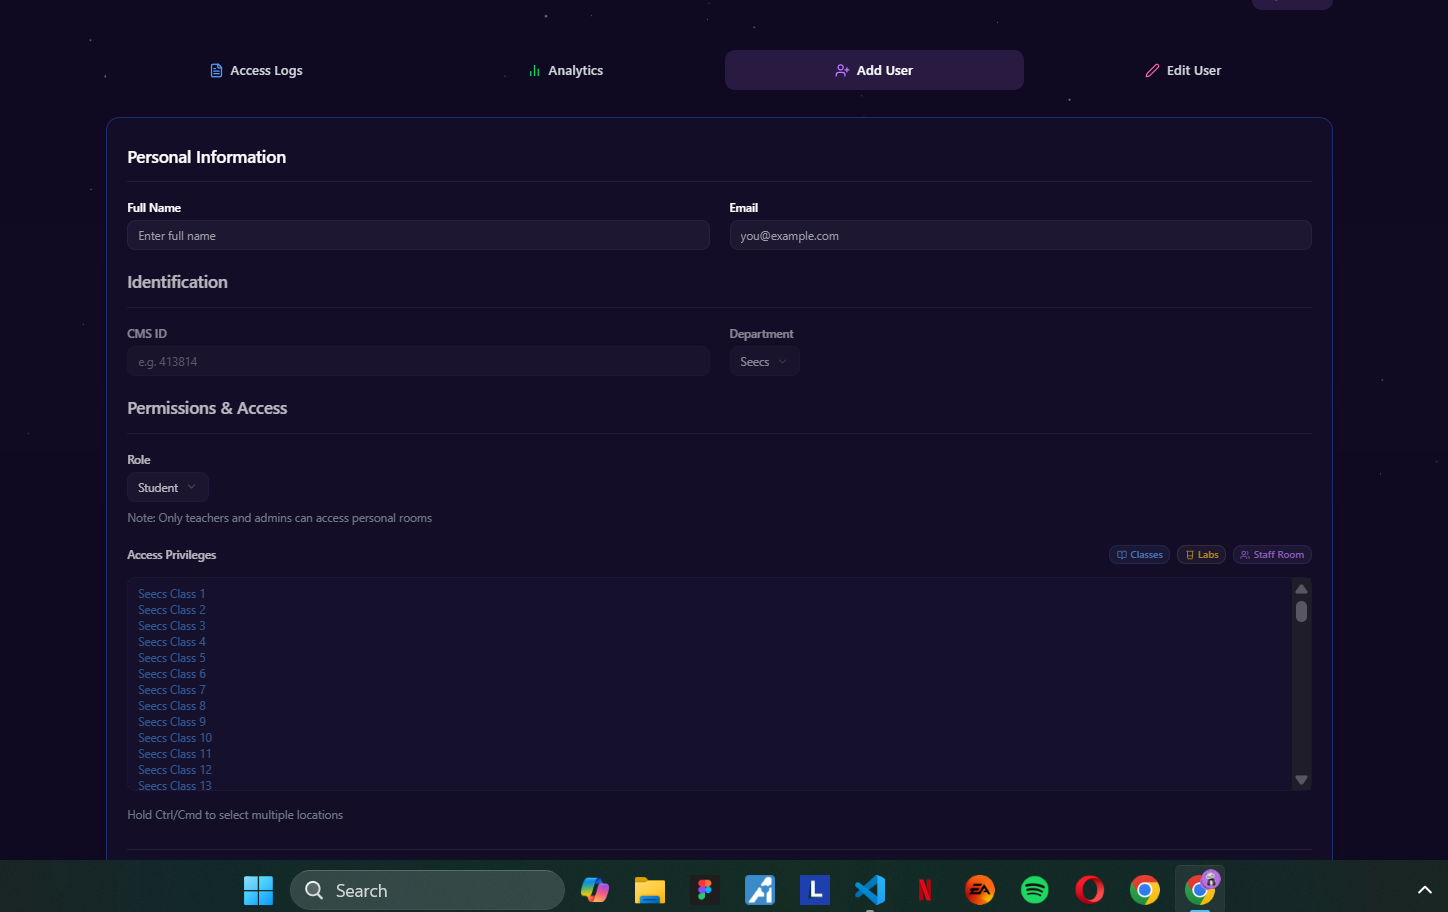 Access Logs
Analytics
Add User
Edit User
Personal Information
Full Name
Email
Enter full name
you@example.com
Identification
CMS ID
Department
e.g. 413814
Seecs
Permissions & Access
Role
Student
Note: Only teachers and admins can access personal rooms
Access Privileges
Classes
Labs
Staff Room
Seecs Class 1
Seecs Class 2
Seecs Class 3
Seecs Class 4
Seecs Class 5
Seecs Class 6
Seecs Class 7
Seecs Class 8
Seecs Class 9
Seecs Class 10
Seecs Class 11
Seecs Class 12
Seecs Class 13
Hold Ctrl/Cmd to select multiple locations
Search
L
N
EA